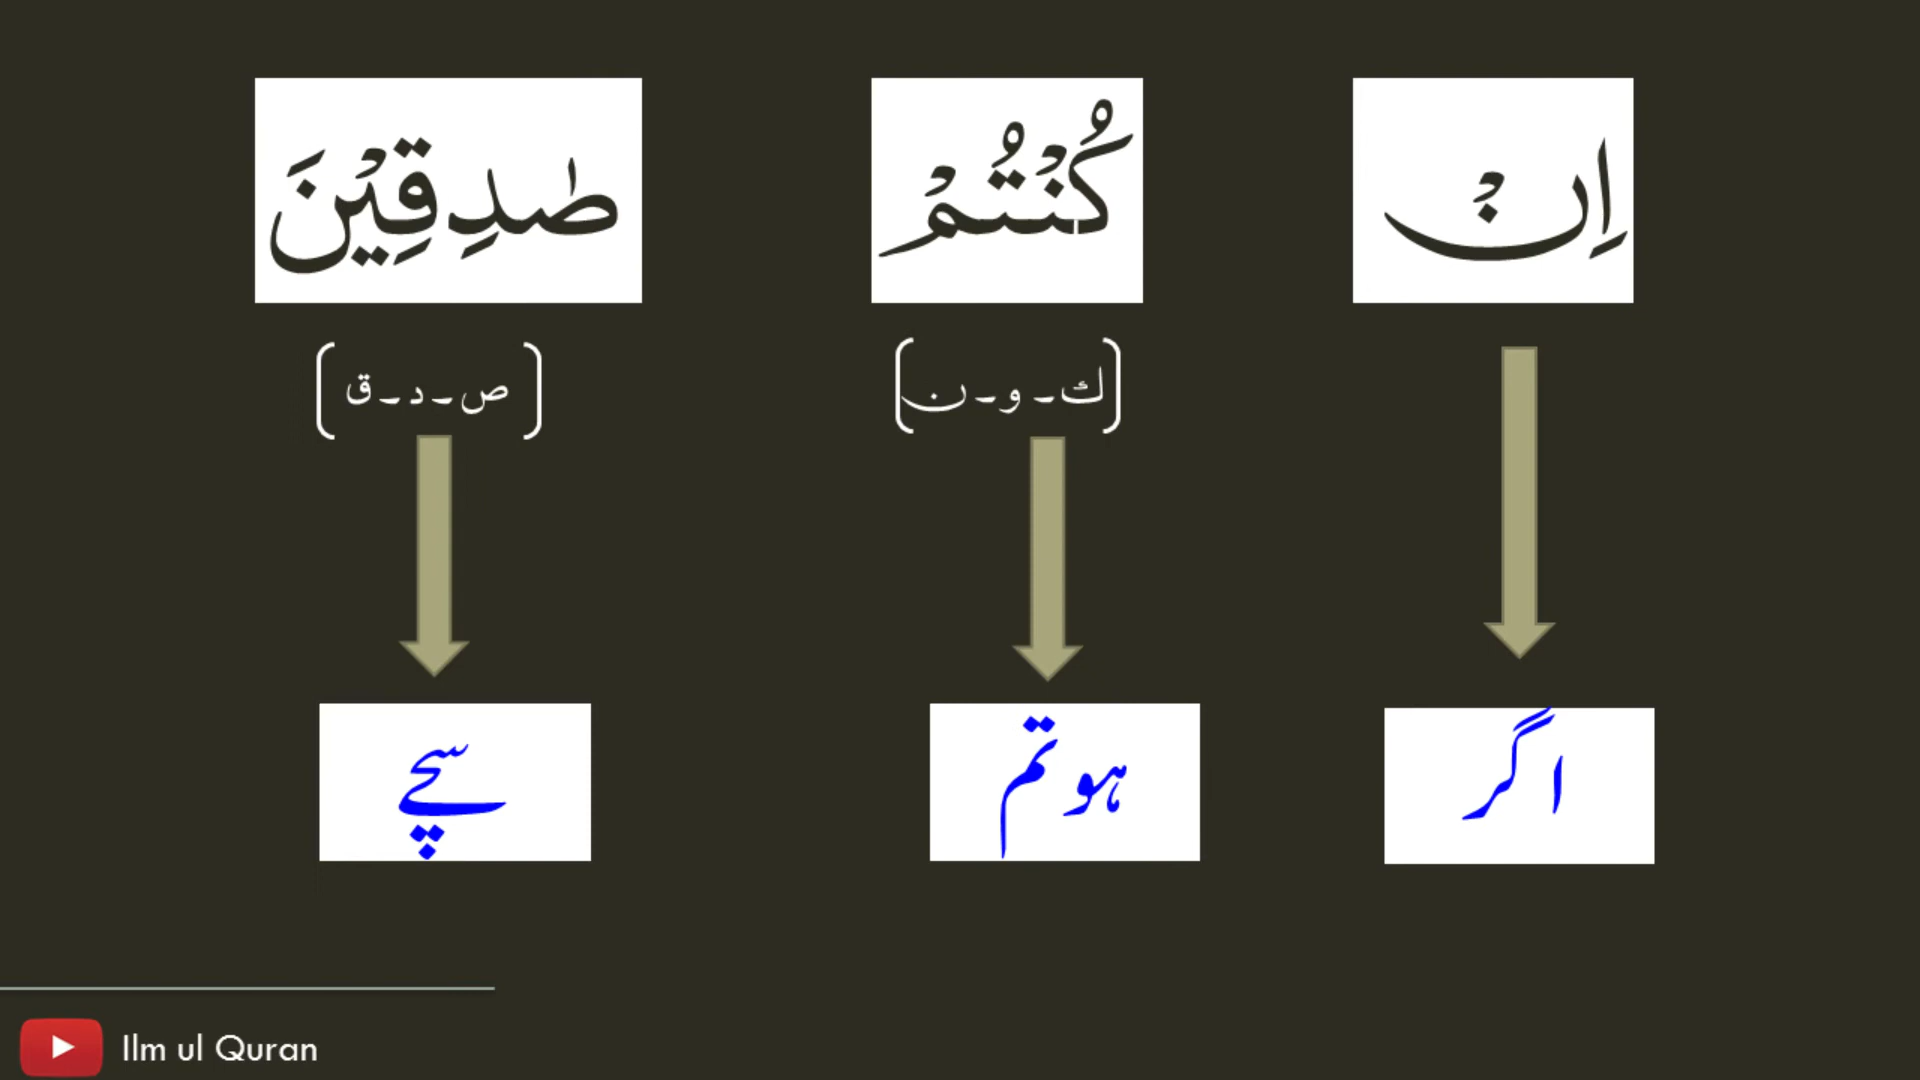 اِنْ كُنْتُمْ صٰدِقِيْنَ
(ك-و-ن) (ص-د-ق)
اگر ہو تم سچے
Ilm ul Quran